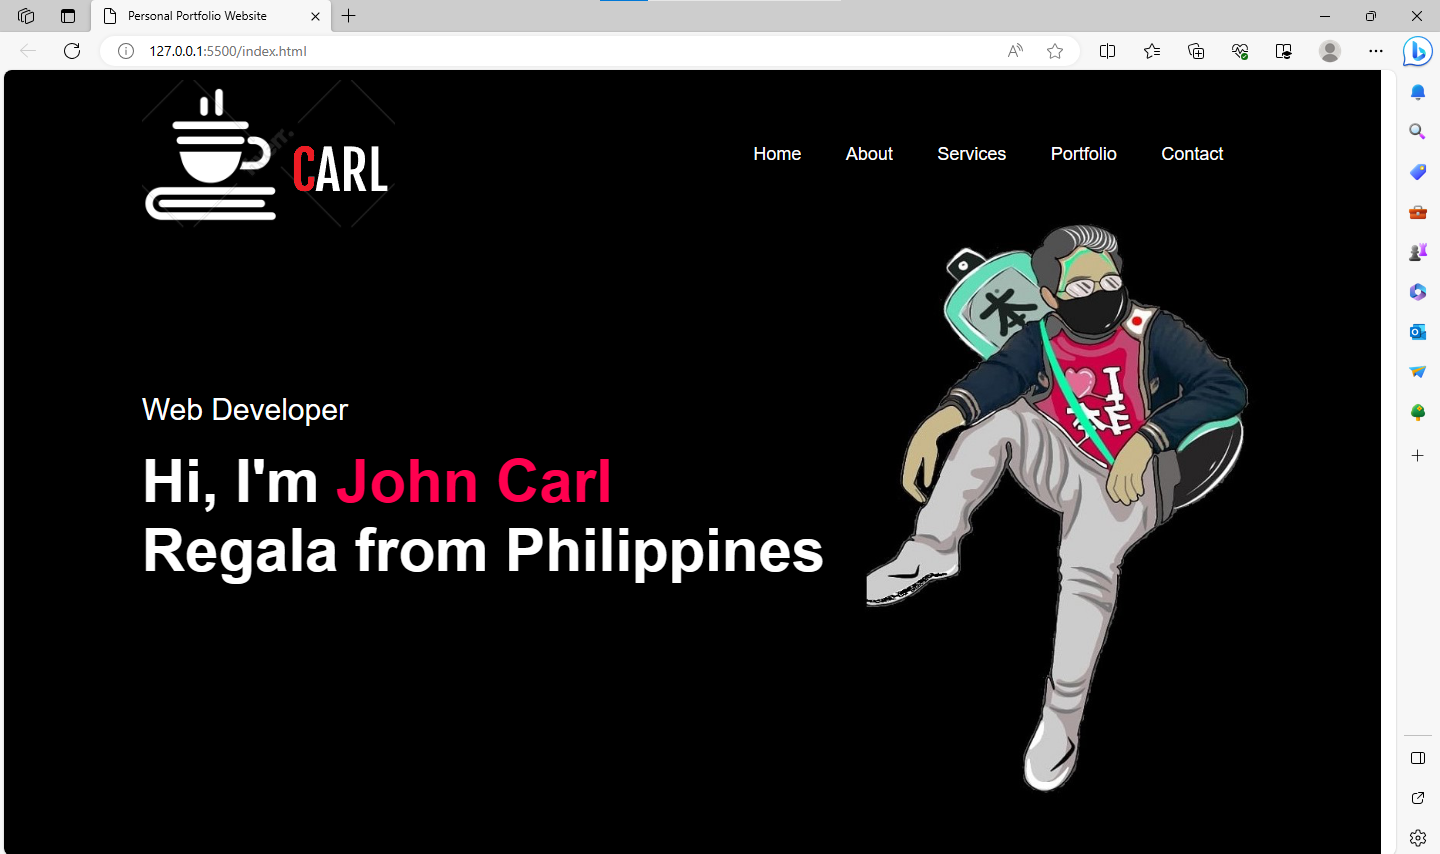 Personal Portfolio Website
127.0.0.1:5500/index.html
CARL
Home About Services Portfolio Contact
本
Web Developer
Hi, I'm John Carl
Regala from Philippines